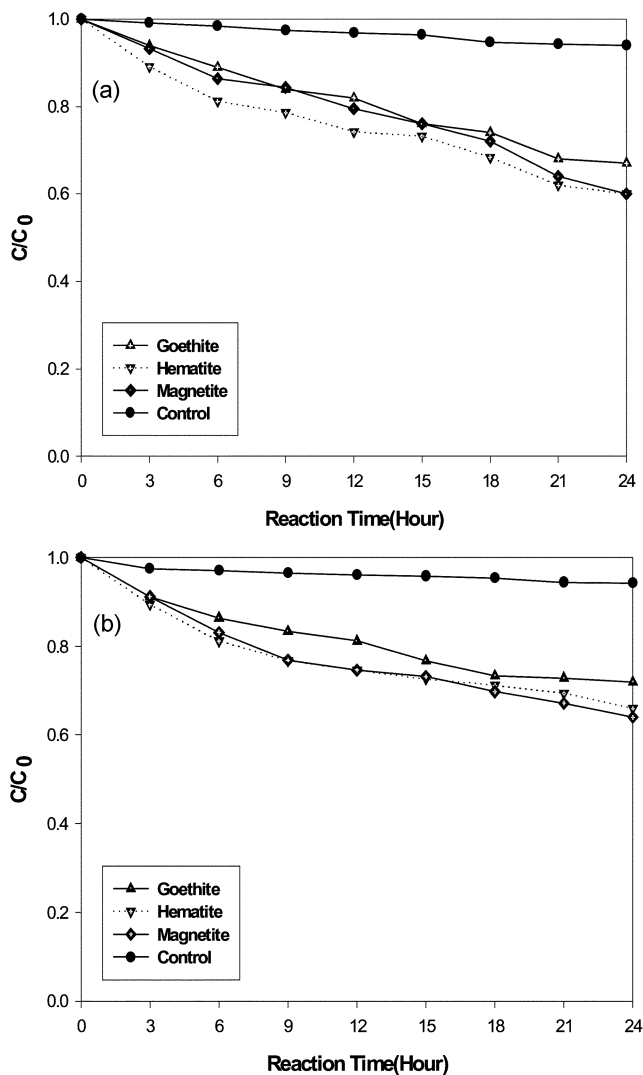 1.0
(a)
0.8
0.6
C/C0
0.4
Goethite
Hematite
Magnetite
Control
0.2
0.0
0 3 6 9 12 15 18 21 24
Reaction Time(Hour)
1.0
(b)
0.8
0.6
C/C0
0.4
Goethite
Hematite
Magnetite
Control
0.2
0.0
0 3 6 9 12 15 18 21 24
Reaction Time(Hour)